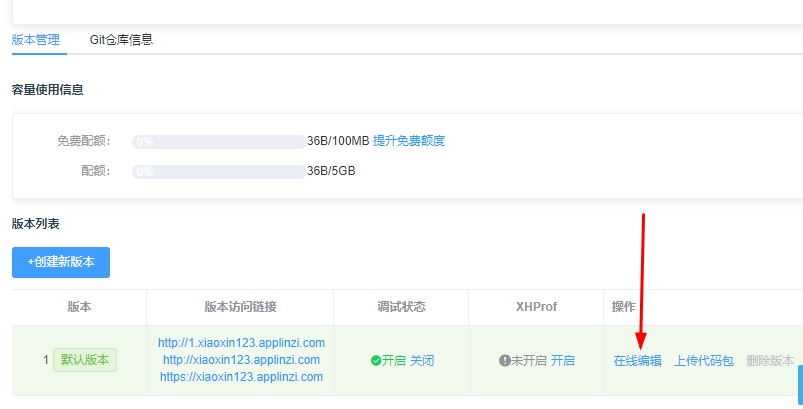 版本管理 Git仓库信息
容量使用信息
免费配额： 0% 36B/100MB 提升免费额度
配额： 0% 36B/5GB
版本列表
+创建新版本
版本 版本访问链接 调试状态 XHProf 操作
http://1.xiaoxin123.applinzi.com
1 默认版本 http://xiaoxin123.applinzi.com 开启 关闭 未开启 开启 在线编辑 上传代码包 删除版本
https://xiaoxin123.applinzi.com